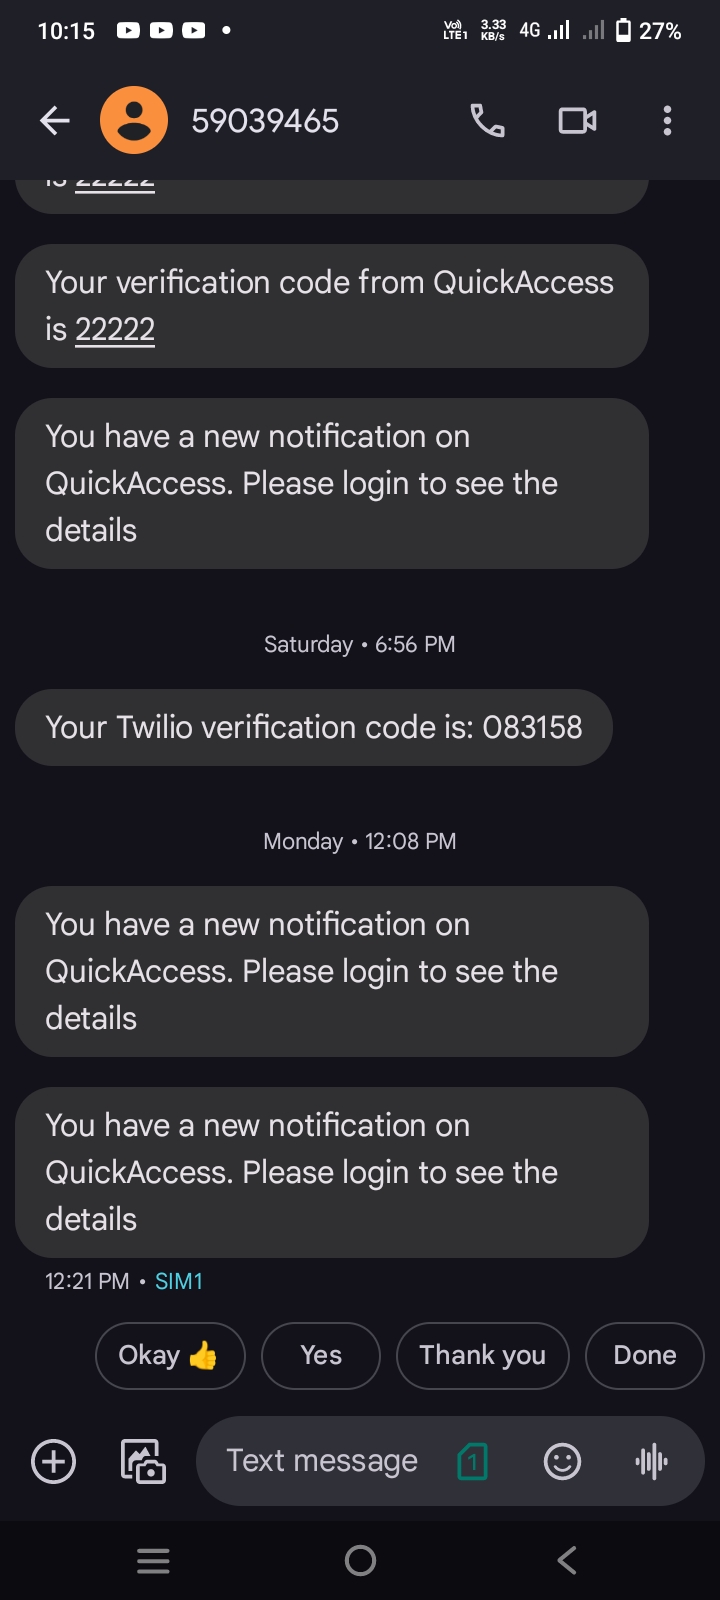 10:15
Vo)) LTE1 3.33 KB/s 4G 27%
59039465
is 22222
Your verification code from QuickAccess
is 22222
You have a new notification on
QuickAccess. Please login to see the
details
Saturday • 6:56 PM
Your Twilio verification code is: 083158
Monday • 12:08 PM
You have a new notification on
QuickAccess. Please login to see the
details
You have a new notification on
QuickAccess. Please login to see the
details
12:21 PM • SIM1
Okay 👍 Yes Thank you Done
Text message 1